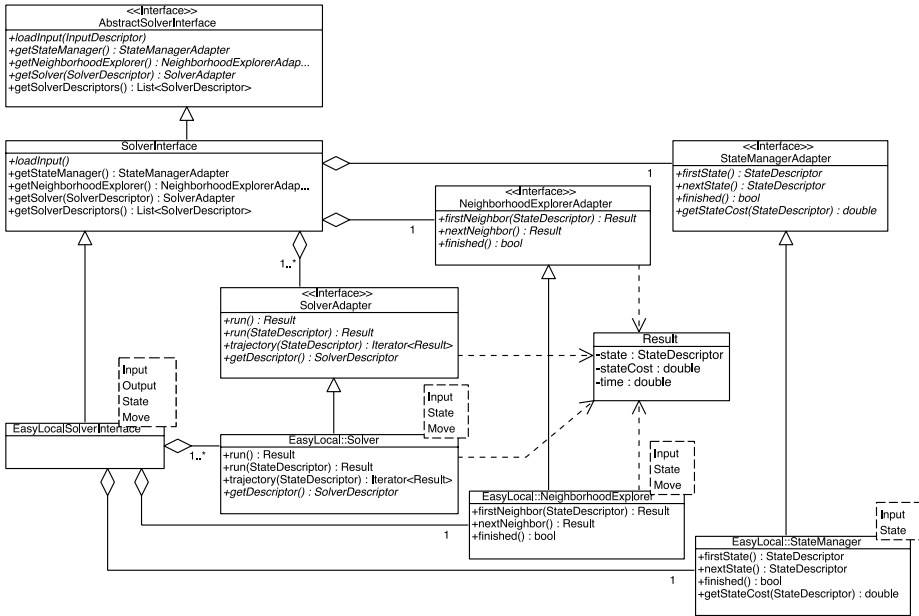 <<Interface>>
AbstractSolverInterface
+loadInput(InputDescriptor)
+getStateManager() : StateManagerAdapter
+getNeighborhoodExplorer() : NeighborhoodExplorerAdap...
+getSolver(SolverDescriptor) : SolverAdapter
+getSolverDescriptors() : List<SolverDescriptor>
SolverInterface
+loadInput()
+getStateManager() : StateManagerAdapter
+getNeighborhoodExplorer() : NeighborhoodExplorerAdap...
+getSolver(SolverDescriptor) : SolverAdapter
+getSolverDescriptors() : List<SolverDescriptor>
1
<<Interface>>
StateManagerAdapter
+firstState() : StateDescriptor
+nextState() : StateDescriptor
+finished() : bool
+getStateCost(StateDescriptor) : double
1
<<Interface>>
NeighborhoodExplorerAdapter
+firstNeighbor(StateDescriptor) : Result
+nextNeighbor() : Result
+finished() : bool
1..*
<<Interface>>
SolverAdapter
+run() : Result
+run(StateDescriptor) : Result
+trajectory(StateDescriptor) : Iterator<Result>
+getDescriptor() : SolverDescriptor
Result
-state : StateDescriptor
-stateCost : double
-time : double
Input
Output
State
Move
EasyLocalSolverInterface
1..*
Input
State
Move
EasyLocal::Solver
+run() : Result
+run(StateDescriptor) : Result
+trajectory(StateDescriptor) : Iterator<Result>
+getDescriptor() : SolverDescriptor
1
Input
State
Move
EasyLocal::NeighborhoodExplorer
+firstNeighbor(StateDescriptor) : Result
+nextNeighbor() : Result
+finished() : bool
1
Input
State
EasyLocal::StateManager
+firstState() : StateDescriptor
+nextState() : StateDescriptor
+finished() : bool
+getStateCost(StateDescriptor) : double